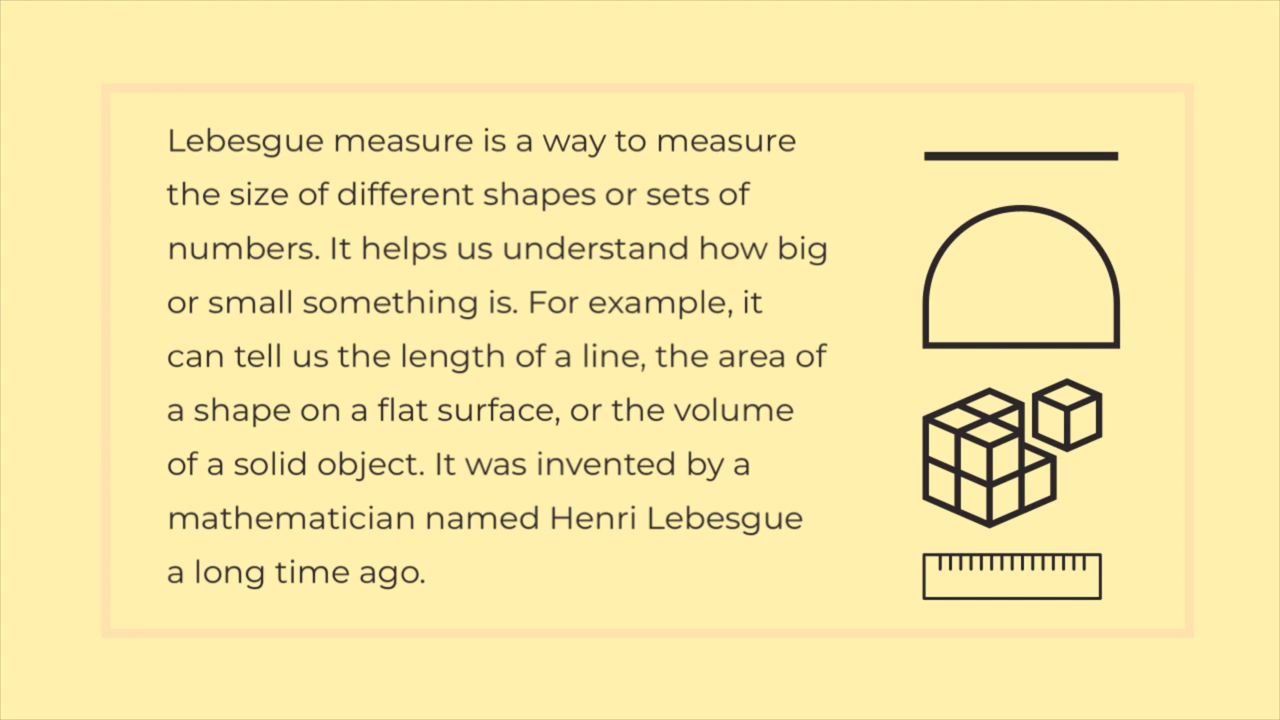 Lebesgue measure is a way to measure
the size of different shapes or sets of
numbers. It helps us understand how big
or small something is. For example, it
can tell us the length of a line, the area of
a shape on a flat surface, or the volume
of a solid object. It was invented by a
mathematician named Henri Lebesgue
a long time ago.